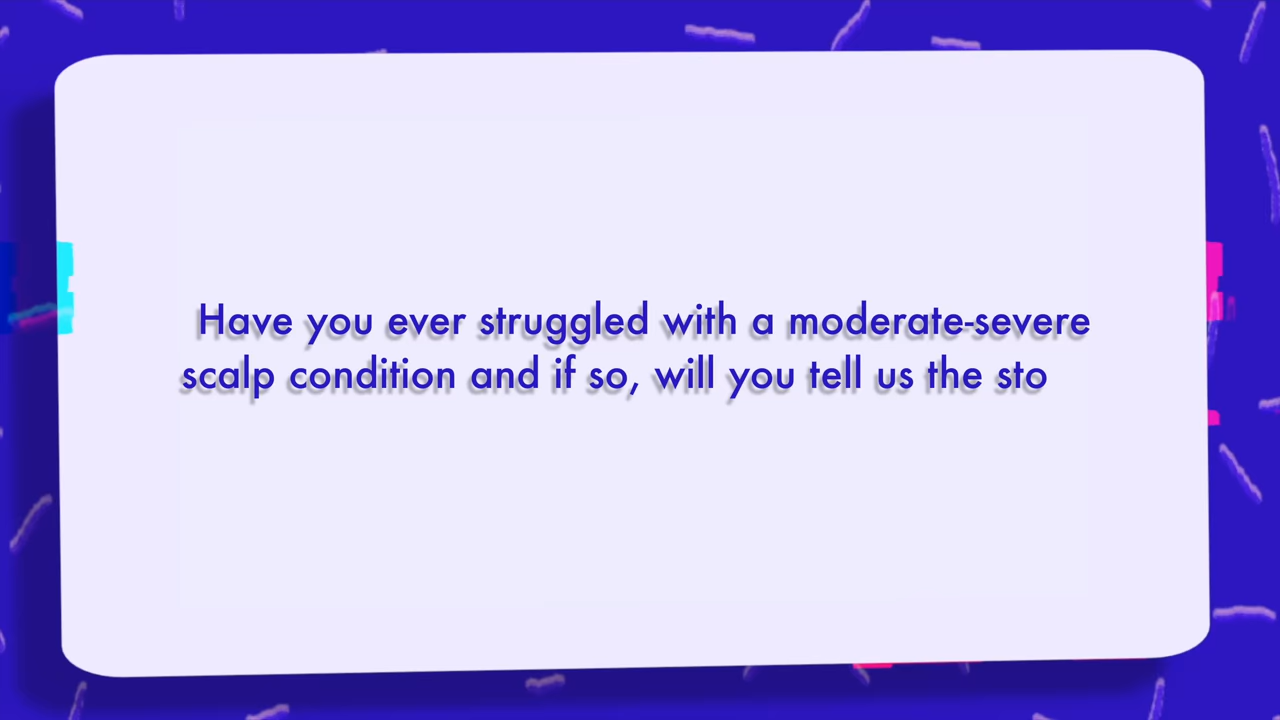 Have you ever struggled with a moderate-severe
scalp condition and if so, will you tell us the sto